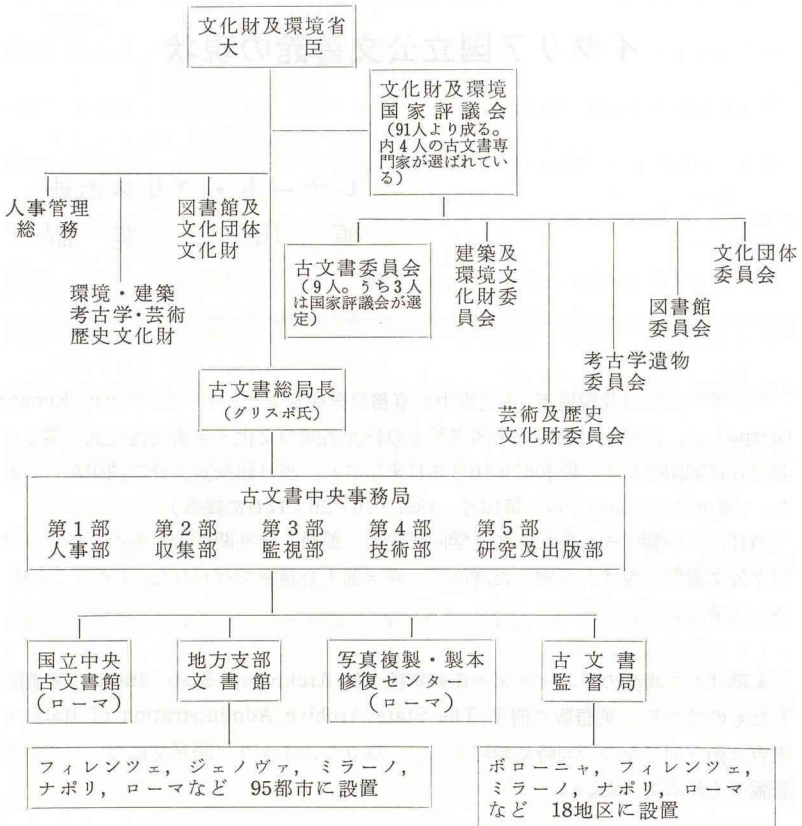 文化財及環境省
大臣
文化財及環境
国家評議会
(91人より成る。
内4人の古文書専
門家が選ばれてい
る)
人事管理
総務
図書館及
文化団体
文化財
環境・建築
考古学・芸術
歴史文化財
古文書委員会
(9人。うち3人
は国家評議会が選
定)
建築及
環境文
化財委
員会
文化団体
委員会
図書館
委員会
考古学遺物
委員会
芸術及歴史
文化財委員会
古文書総局長
(グリスポ氏)
古文書中央事務局
第1部 第2部 第3部 第4部 第5部
人事部 収集部 監視部 技術部 研究及出版部
国立中央
古文書館
(ローマ)
地方支部
文書館
写真複製・製本
修復センター
(ローマ)
古文書
監督局
フィレンツェ,ジェノヴァ,ミラーノ,
ナポリ,ローマなど 95都市に設置
ボローニャ,フィレンツェ,
ミラーノ,ナポリ,ローマ
など 18地区に設置